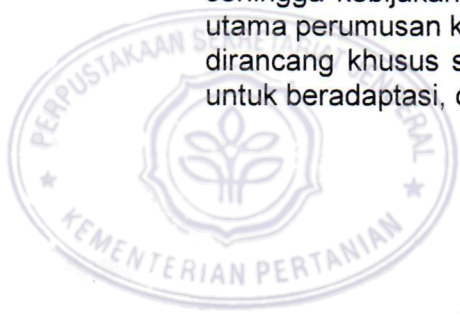 utama perumusan k
dirancang khusus s
untuk beradaptasi,
PERPUSTAKAAN SEKRETARIAT JENDERAL
KEMENTERIAN PERTANIAN